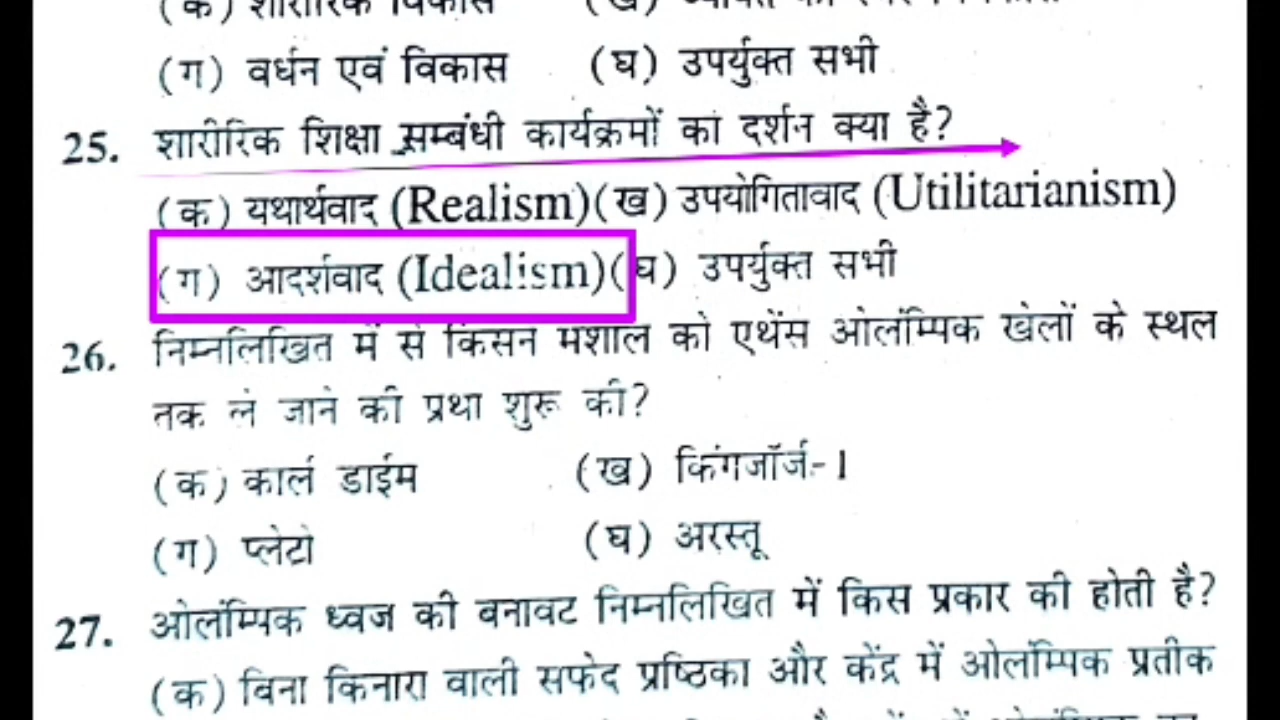 (क) शारीरिक विकास (ख)
(ग) वर्धन एवं विकास (घ) उपर्युक्त सभी
25. शारीरिक शिक्षा सम्बंधी कार्यक्रमों का दर्शन क्या है?
(क) यथार्थवाद (Realism)(ख) उपयोगितावाद (Utilitarianism)
(ग) आदर्शवाद (Idealism)(घ) उपर्युक्त सभी
26. निम्नलिखित में से किसने मशाल को एथेंस ओलंम्पिक खेलों के स्थल
तक ले जाने की प्रथा शुरू की?
(क) कार्ल डाईम (ख) किंगजॉर्ज-1
(ग) प्लेटो (घ) अरस्तू
27. ओलंम्पिक ध्वज की बनावट निम्नलिखित में किस प्रकार की होती है?
(क) बिना किनारा वाली सफेद प्रष्ठिका और केंद्र में ओलंम्पिक प्रतीक